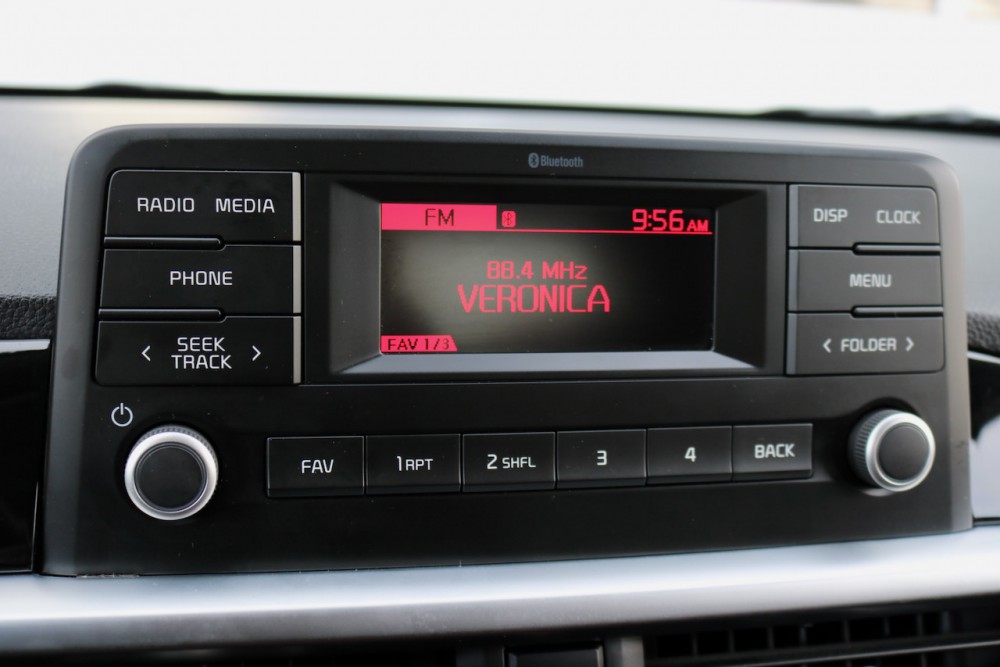 Bluetooth
RADIO MEDIA
PHONE
< SEEK >
TRACK
FM 9:56 AM
88.4 MHz
VERONICA
FAV 1/3
DISP CLOCK
MENU
< FOLDER >
FAV 1 RPT 2 SHFL 3 4 BACK